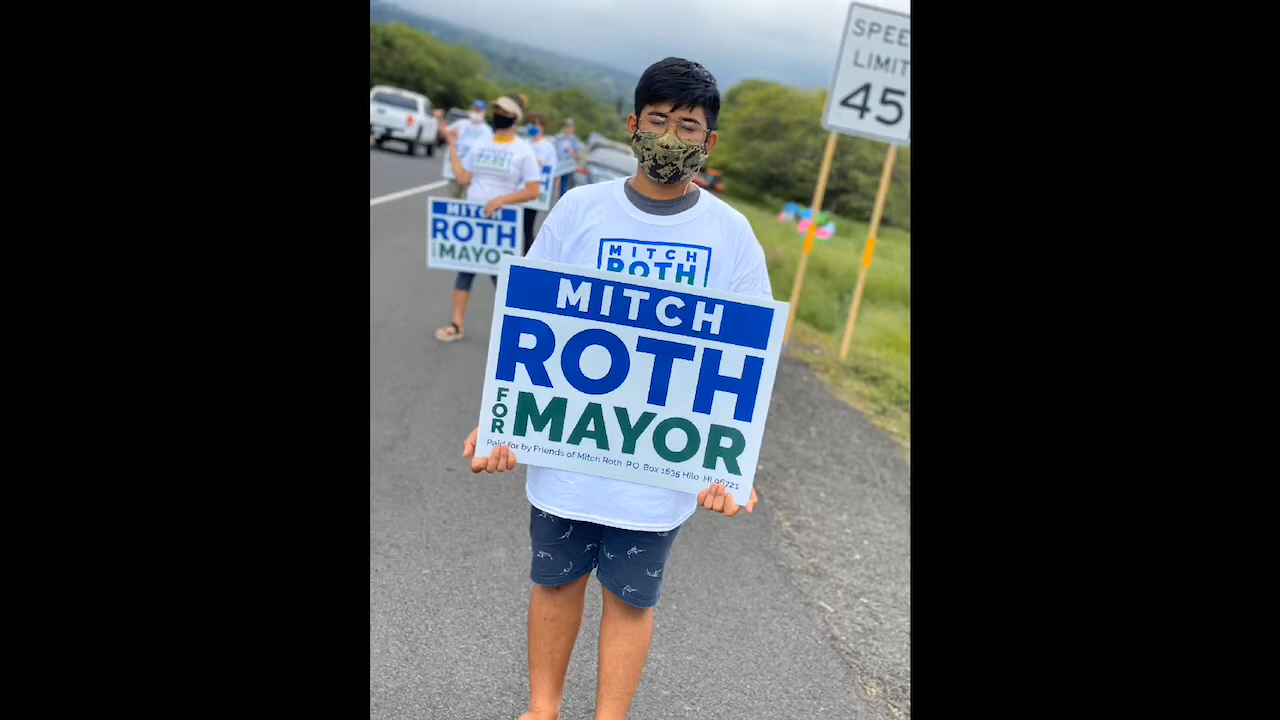 SPEE
LIMIT
45
MITCH
ROTH
MAYOR
MITCH
ROTH
MITCH
ROTH
FOR
MAYOR
Paid for by Friends of Mitch Roth PO Box 1635 Hilo HI 96721